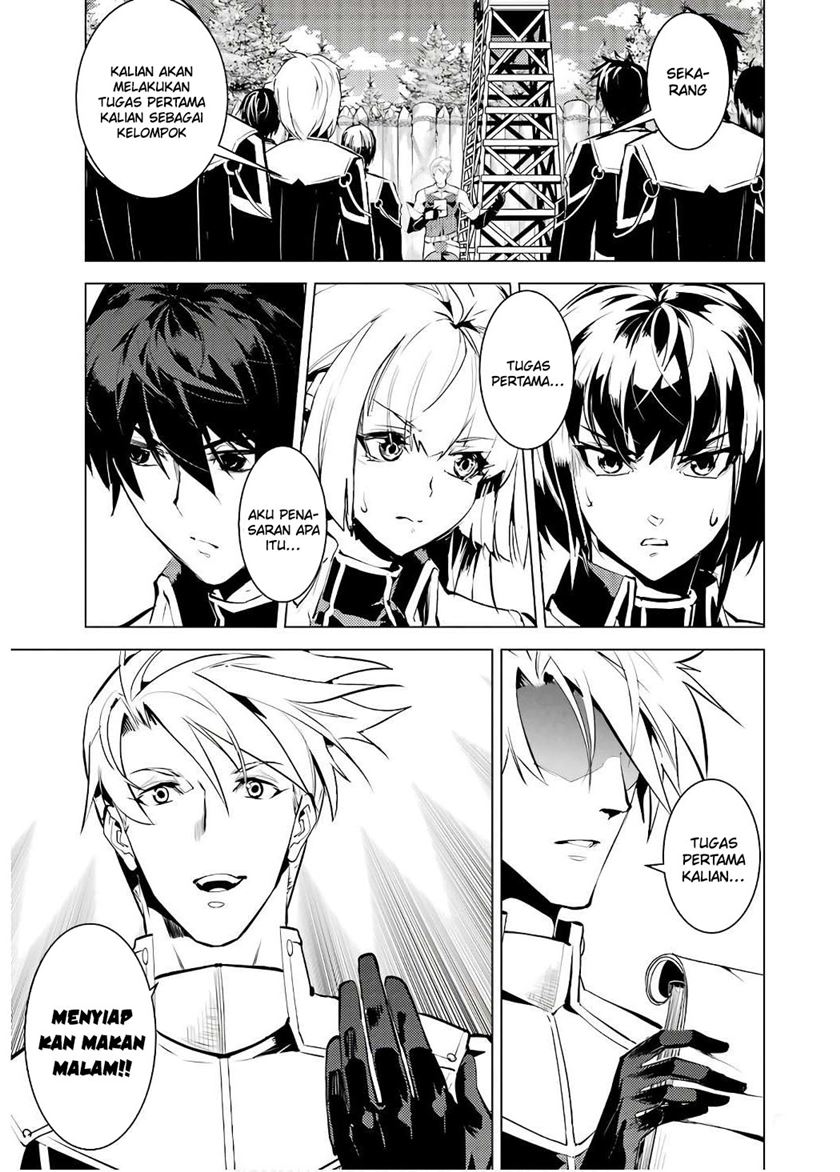 SEKA-
RANG
KALIAN AKAN
MELAKUKAN
TUGAS PERTAMA
KALIAN SEBAGAI
KELOMPOK
TUGAS
PERTAMA...
AKU PENA-
SARAN APA
ITU...
TUGAS
PERTAMA
KALIAN...
MENYIAP
KAN MAKAN
MALAM!!